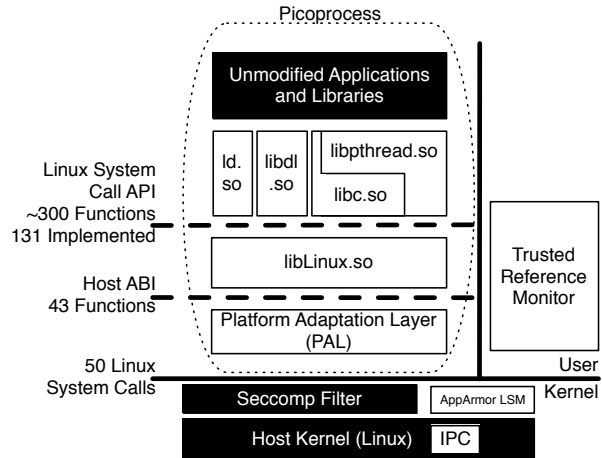 Picoprocess
Unmodified Applications
and Libraries
ld.
so
libdl
.so
libpthread.so
libc.so
Linux System
Call API
~300 Functions
131 Implemented
libLinux.so
Host ABI
43 Functions
Platform Adaptation Layer
(PAL)
Trusted
Reference
Monitor
50 Linux
System Calls
User
Kernel
Seccomp Filter
AppArmor LSM
Host Kernel (Linux)
IPC